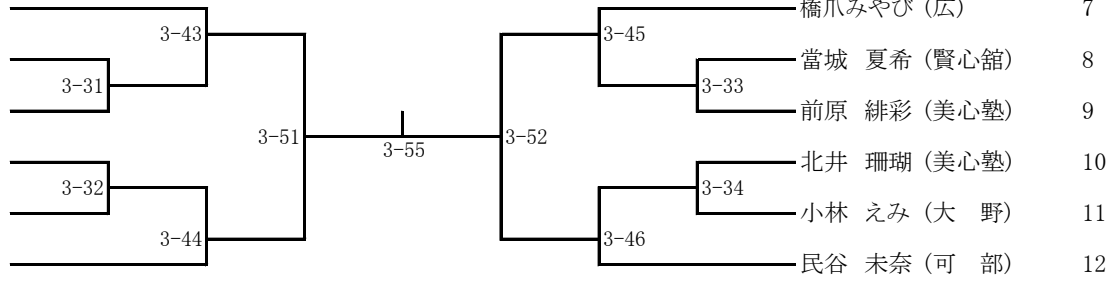 橋爪みやび (広) 7
3-43
3-45
當城 夏希 (賢心舘) 8
3-31
3-33
前原 緋彩 (美心塾) 9
3-51
3-52
3-55
北井 珊瑚 (美心塾) 10
3-32
3-34
小林 えみ (大 野) 11
3-44
3-46
民谷 未奈 (可 部) 12